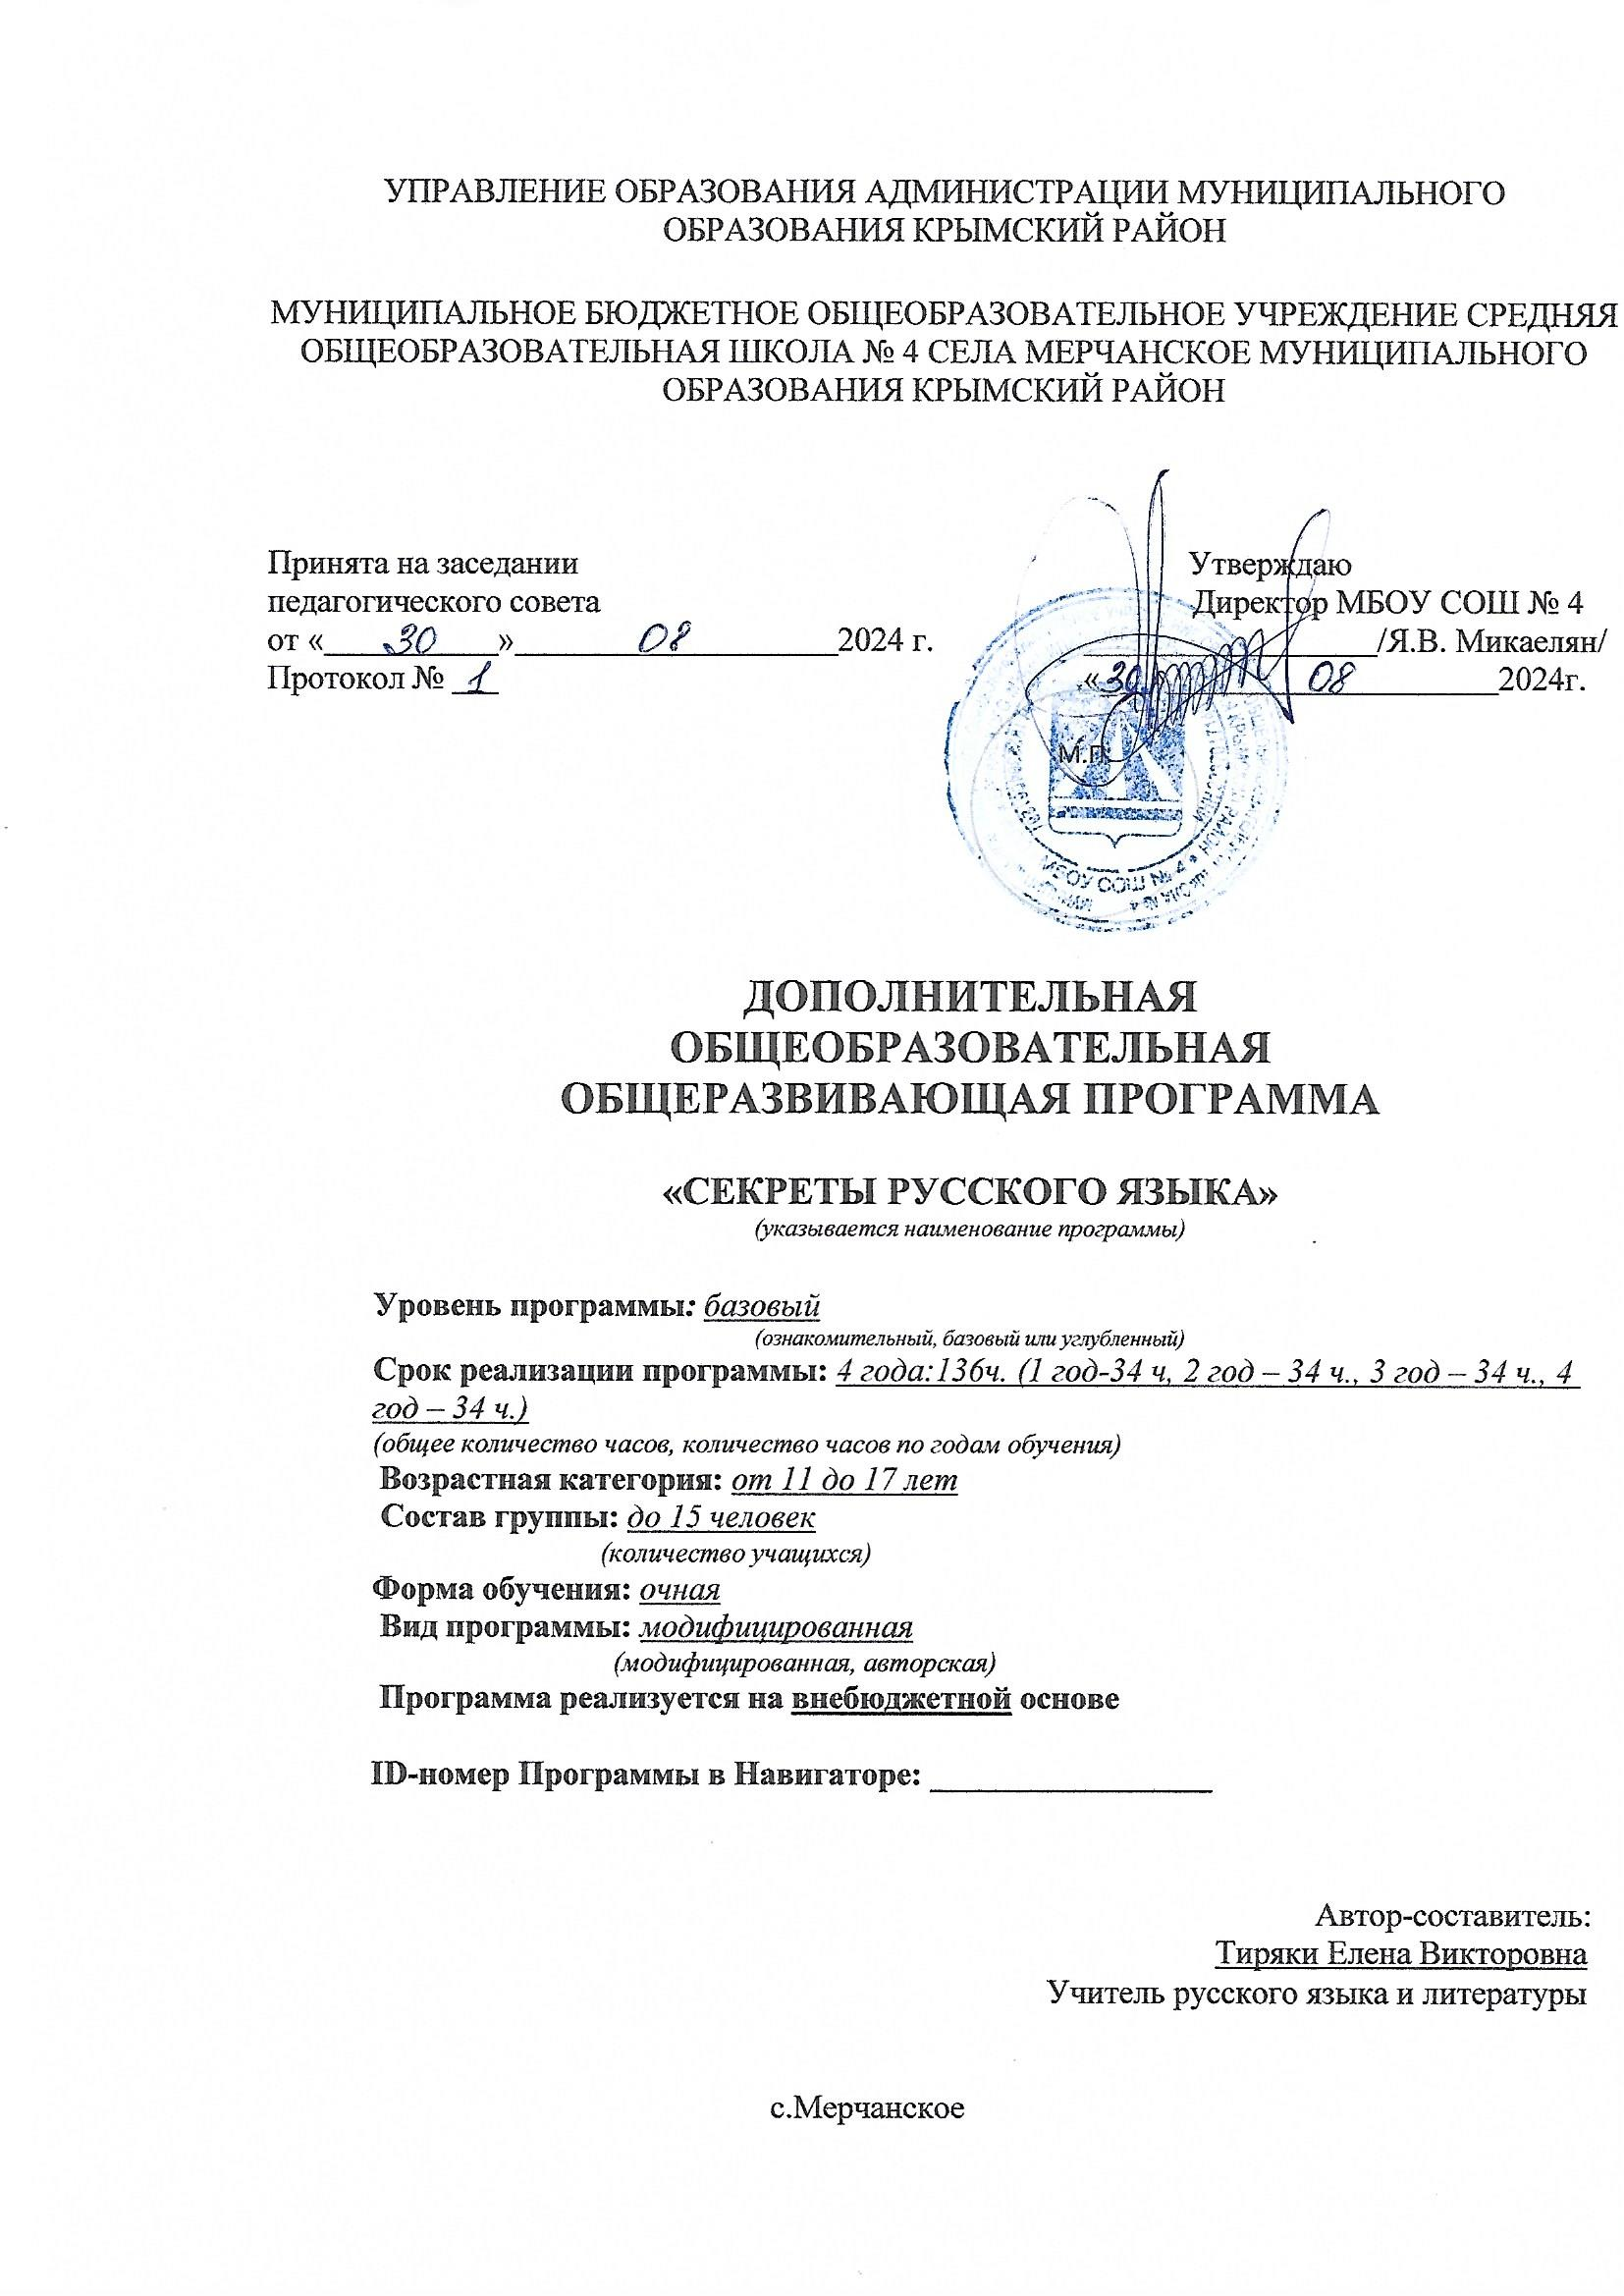 УПРАВЛЕНИЕ ОБРАЗОВАНИЯ АДМИНИСТРАЦИИ МУНИЦИПАЛЬНОГО
ОБРАЗОВАНИЯ КРЫМСКИЙ РАЙОН
МУНИЦИПАЛЬНОЕ БЮДЖЕТНОЕ ОБЩЕОБРАЗОВАТЕЛЬНОЕ УЧРЕЖДЕНИЕ СРЕДНЯЯ
ОБЩЕОБРАЗОВАТЕЛЬНАЯ ШКОЛА № 4 СЕЛА МЕРЧАНСКОЕ МУНИЦИПАЛЬНОГО
ОБРАЗОВАНИЯ КРЫМСКИЙ РАЙОН
Принята на заседании
педагогического совета
от «30» 08 2024 г.
Протокол № 1
Утверждаю
Директор МБОУ СОШ № 4
/Я.В. Микаелян/
«30» 08 2024г.
М.П.
МБОУ СОШ № 4
ДОПОЛНИТЕЛЬНАЯ
ОБЩЕОБРАЗОВАТЕЛЬНАЯ
ОБЩЕРАЗВИВАЮЩАЯ ПРОГРАММА
«СЕКРЕТЫ РУССКОГО ЯЗЫКА»
(указывается наименование программы)
Уровень программы: базовый
(ознакомительный, базовый или углубленный)
Срок реализации программы: 4 года:136ч. (1 год-34 ч, 2 год – 34 ч., 3 год – 34 ч., 4
год – 34 ч.)
(общее количество часов, количество часов по годам обучения)
Возрастная категория: от 11 до 17 лет
Состав группы: до 15 человек
(количество учащихся)
Форма обучения: очная
Вид программы: модифицированная
(модифицированная, авторская)
Программа реализуется на внебюджетной основе
ID-номер Программы в Навигаторе: _______________
Автор-составитель:
Тиряки Елена Викторовна
Учитель русского языка и литературы
с.Мерчанское